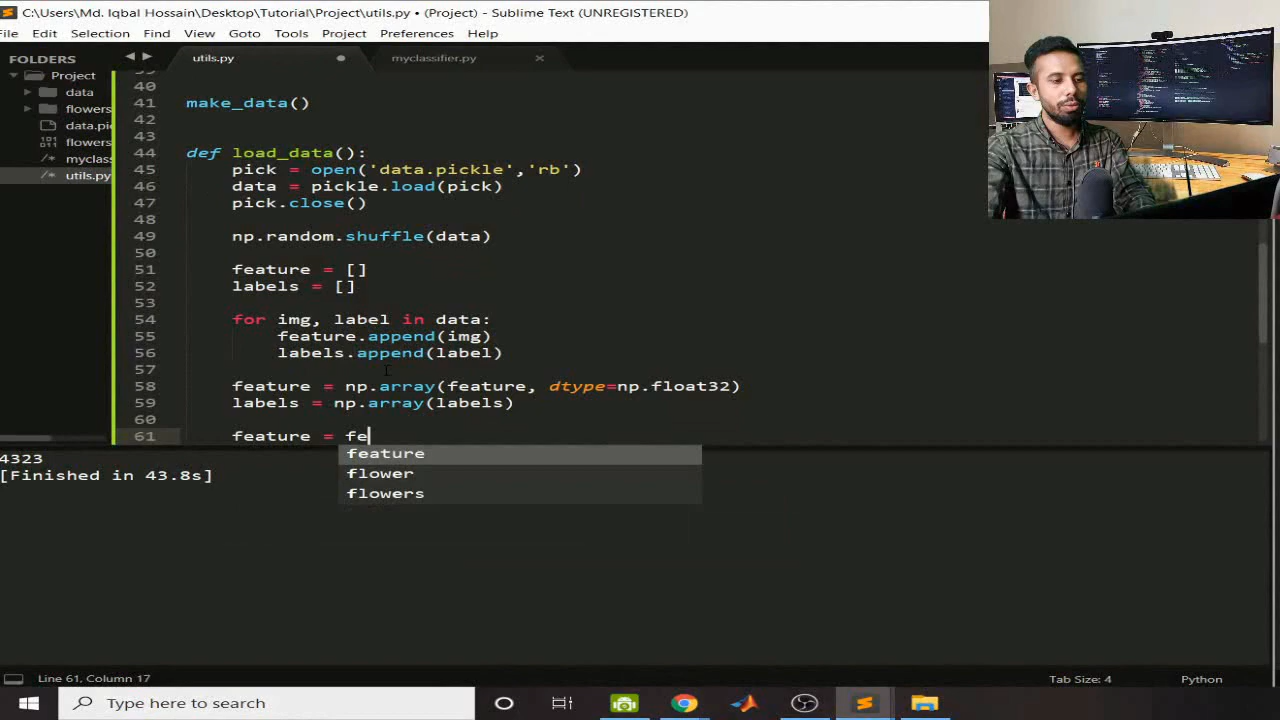 C:\Users\Md. Iqbal Hossain\Desktop\Tutorial\Project\utils.py • (Project) - Sublime Text (UNREGISTERED)
File Edit Selection Find View Goto Tools Project Preferences Help
FOLDERS
Project
data
flowers
data.pic
flowers
myclass
utils.py
utils.py
myclassifier.py
40
41 make_data()
42
43
44 def load_data():
45 pick = open('data.pickle','rb')
46 data = pickle.load(pick)
47 pick.close()
48
49 np.random.shuffle(data)
50
51 feature = []
52 labels = []
53
54 for img, label in data:
55 feature.append(img)
56 labels.append(label)
57
58 feature = np.array(feature, dtype=np.float32)
59 labels = np.array(labels)
60
61 feature = fe
feature
flower
flowers
4323
[Finished in 43.8s]
Line 61, Column 17
Tab Size: 4
Python
Type here to search